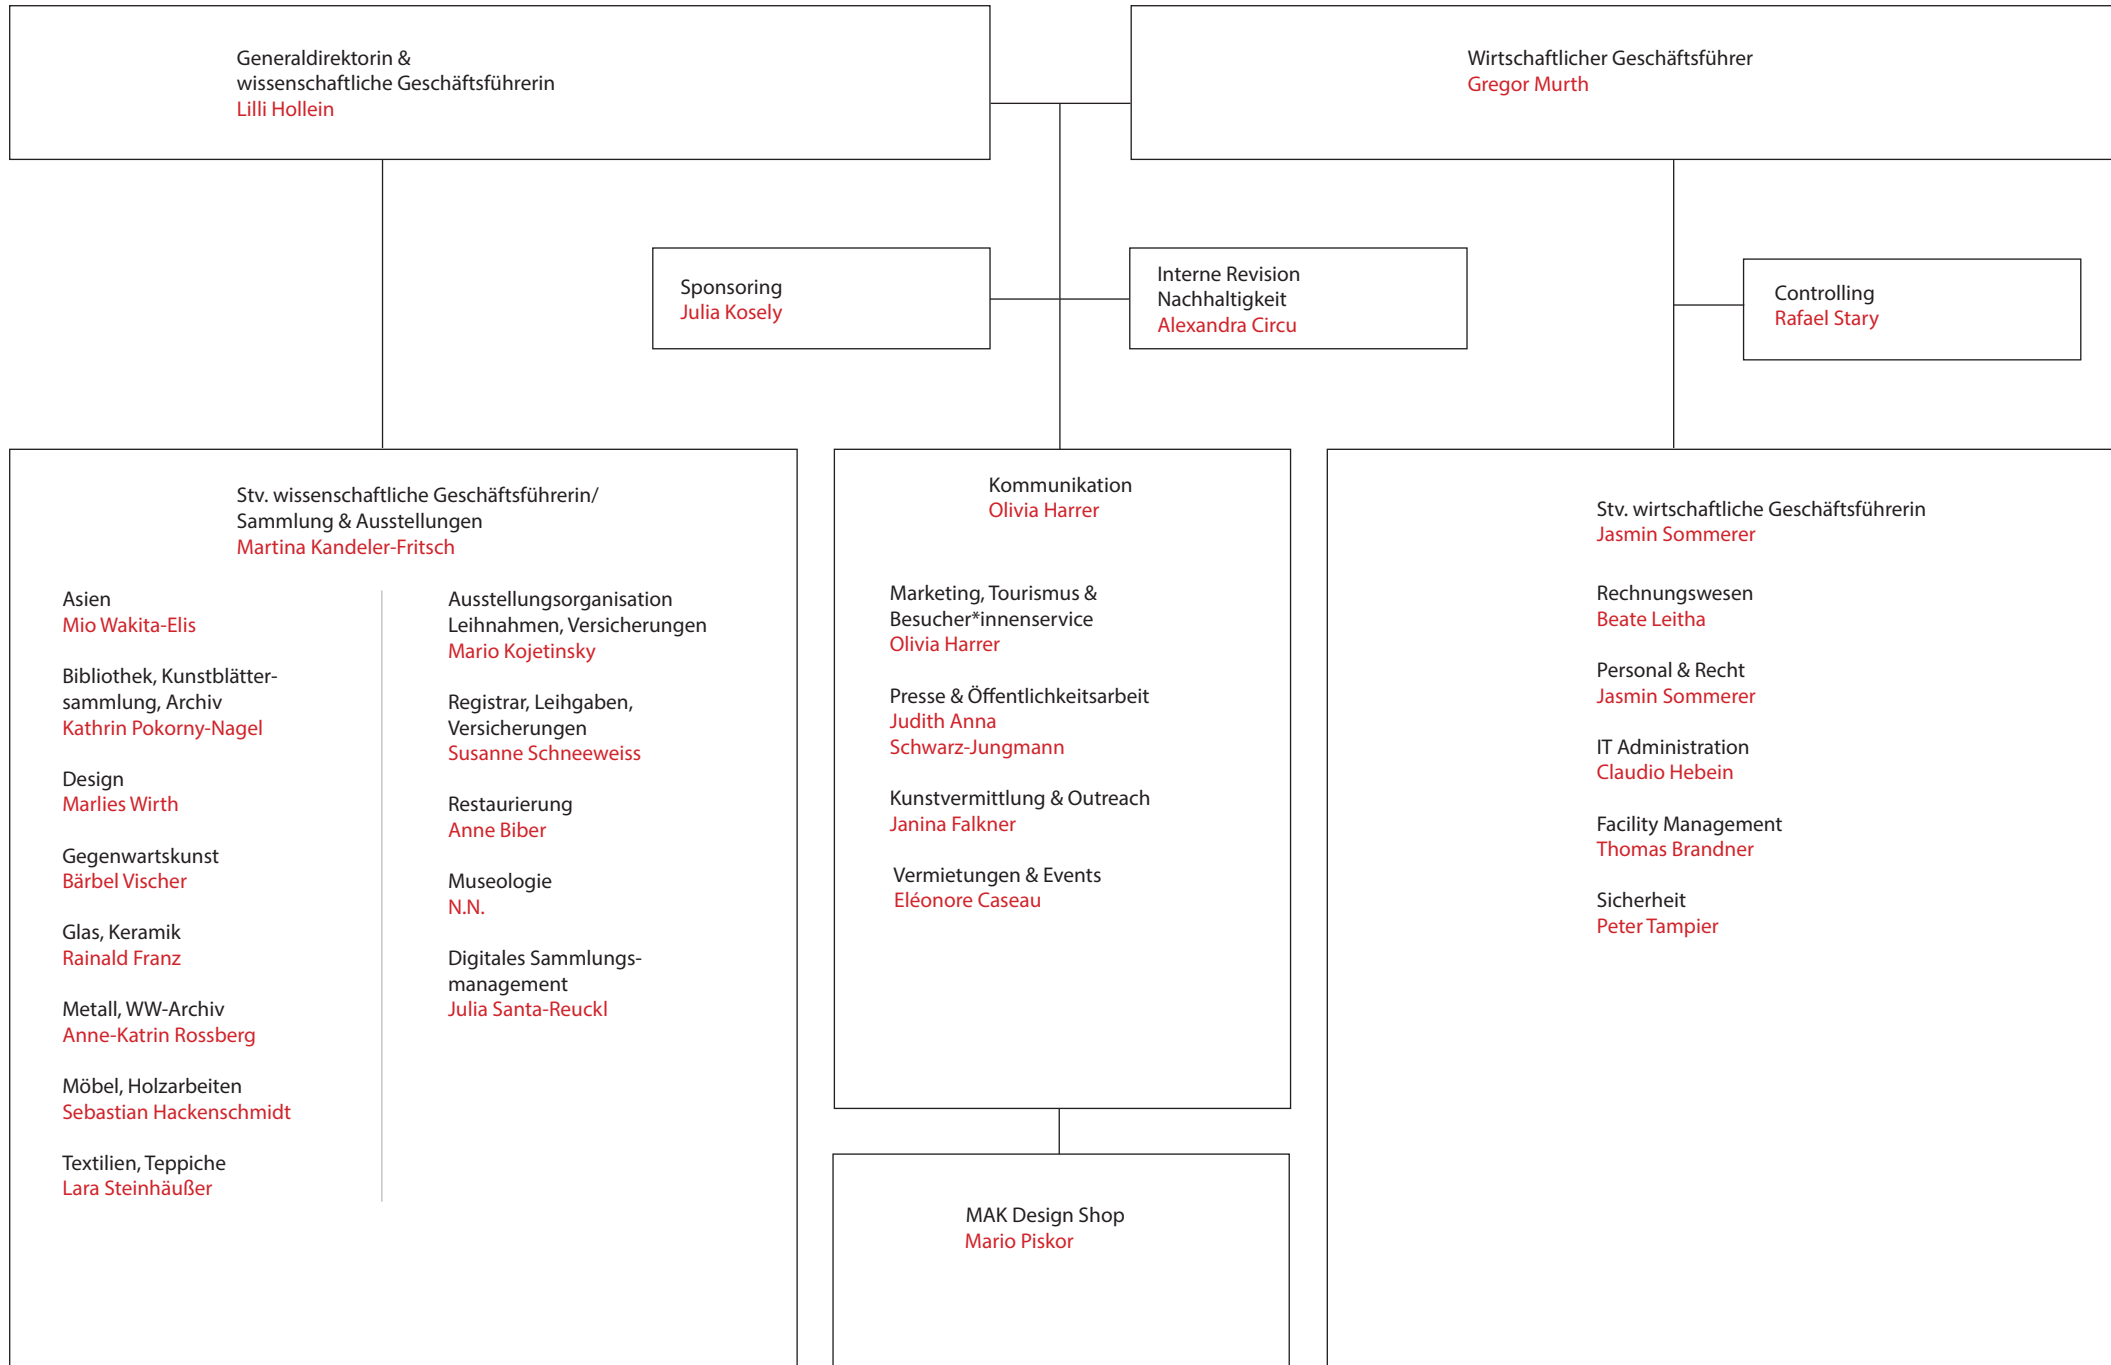 Generaldirektorin &
wissenschaftliche Geschäftsführerin
Lilli Hollein
Wirtschaftlicher Geschäftsführer
Gregor Murth
Sponsoring
Julia Kosely
Interne Revision
Nachhaltigkeit
Alexandra Circu
Controlling
Rafael Stary
Stv. wissenschaftliche Geschäftsführerin/
Sammlung & Ausstellungen
Martina Kandeler-Fritsch
Asien
Mio Wakita-Elis
Bibliothek, Kunstblätter-
sammlung, Archiv
Kathrin Pokorny-Nagel
Design
Marlies Wirth
Gegenwartskunst
Bärbel Vischer
Glas, Keramik
Rainald Franz
Metall, WW-Archiv
Anne-Katrin Rossberg
Möbel, Holzarbeiten
Sebastian Hackenschmidt
Textilien, Teppiche
Lara Steinhäußer
Ausstellungsorganisation
Leihnahmen, Versicherungen
Mario Kojetinsky
Registrar, Leihgaben,
Versicherungen
Susanne Schneeweiss
Restaurierung
Anne Biber
Museologie
N.N.
Digitales Sammlungs-
management
Julia Santa-Reuckl
Kommunikation
Olivia Harrer
Marketing, Tourismus &
Besucher*innenservice
Olivia Harrer
Presse & Öffentlichkeitsarbeit
Judith Anna
Schwarz-Jungmann
Kunstvermittlung & Outreach
Janina Falkner
Vermietungen & Events
Eléonore Caseau
MAK Design Shop
Mario Piskor
Stv. wirtschaftliche Geschäftsführerin
Jasmin Sommerer
Rechnungswesen
Beate Leitha
Personal & Recht
Jasmin Sommerer
IT Administration
Claudio Hebein
Facility Management
Thomas Brandner
Sicherheit
Peter Tampier